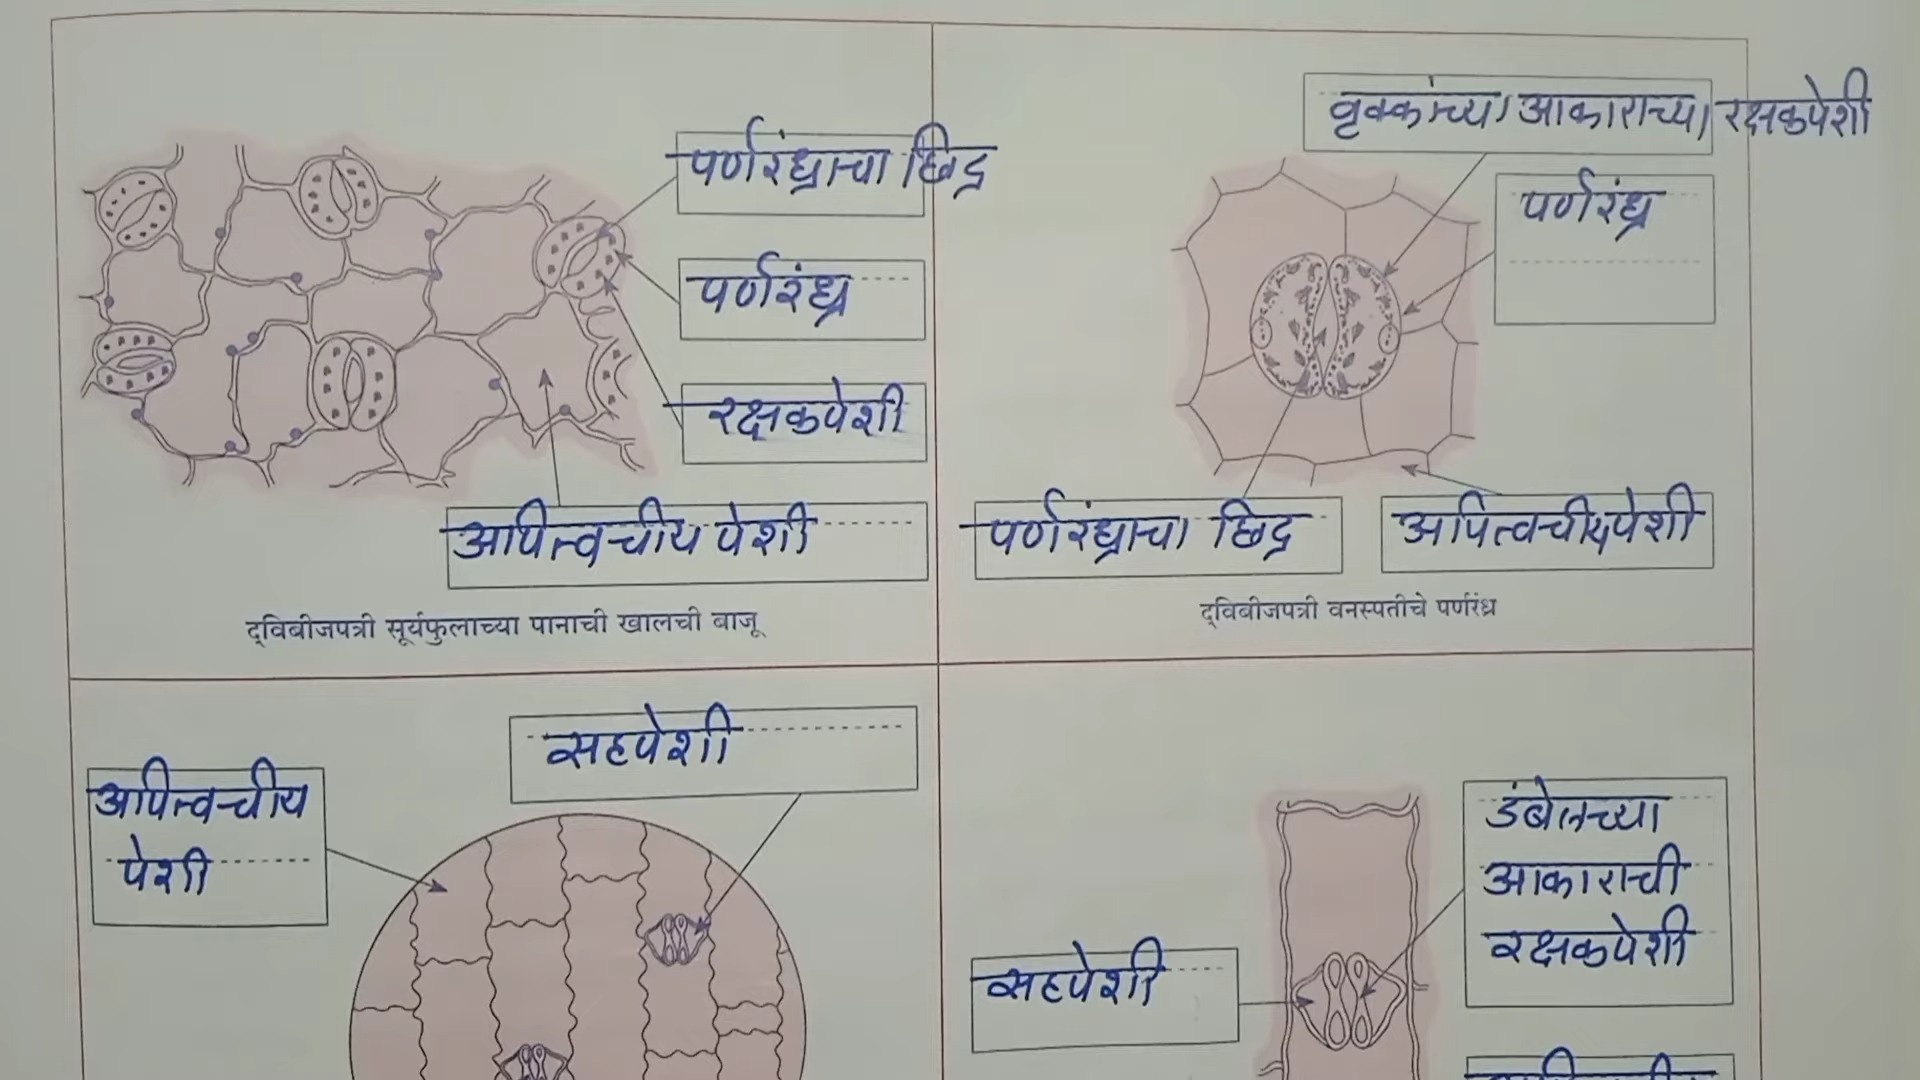 पर्णरंध्राचा छिद्र
पर्णरंध्र
रक्षकपेशी
अपित्वचीय पेशी
द्विबीजपत्री सूर्यफुलाच्या पानाची खालची बाजू
वृक्काच्या आकाराच्या रक्षकपेशी
पर्णरंध्र
पर्णरंध्राचा छिद्र
अपित्वचीयपेशी
द्विबीजपत्री वनस्पतीचे पर्णरंध्र
सहपेशी
अपित्वचीय
पेशी
डंबेलच्या
आकाराची
रक्षकपेशी
सहपेशी